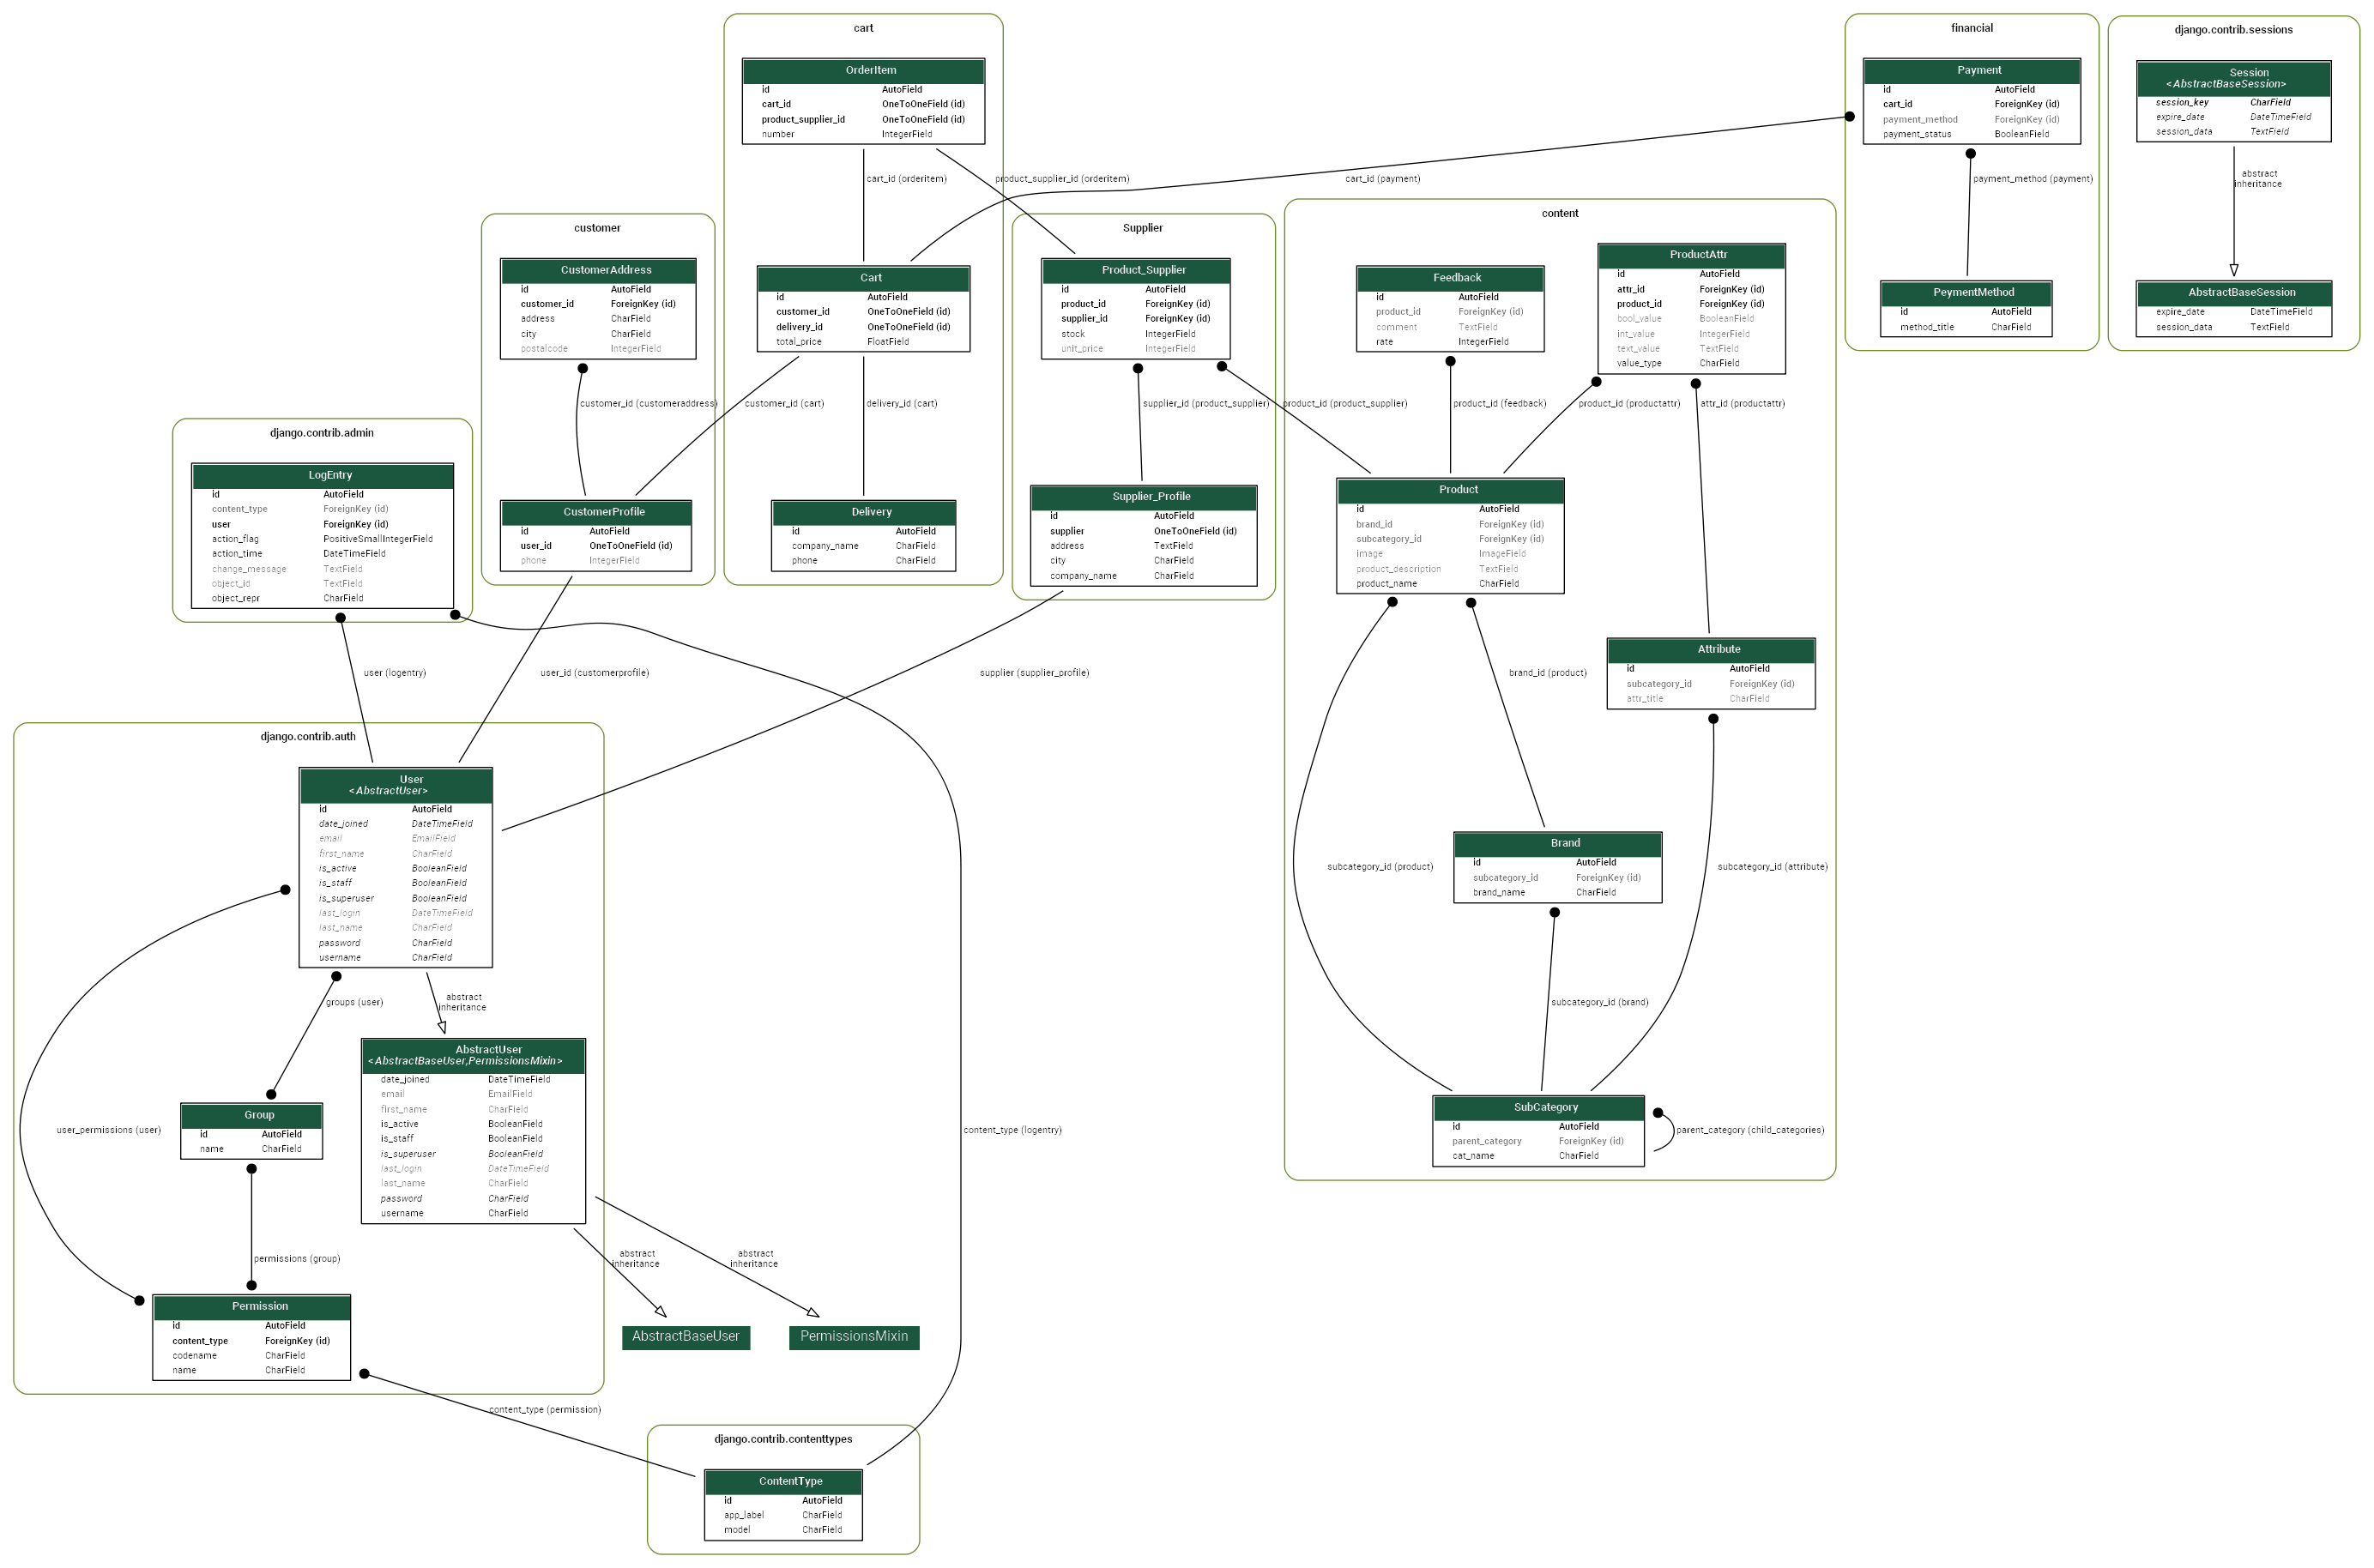 cart
OrderItem
id AutoField
cart_id OneToOneField (id)
product_supplier_id OneToOneField (id)
number IntegerField
cart_id (orderitem)
product_supplier_id (orderitem)
cart_id (payment)
Cart
id AutoField
customer_id OneToOneField (id)
delivery_id OneToOneField (id)
total_price FloatField
customer_id (cart)
delivery_id (cart)
Delivery
id AutoField
company_name CharField
phone CharField
financial
Payment
id AutoField
cart_id ForeignKey (id)
payment_method ForeignKey (id)
payment_status BooleanField
payment_method (payment)
PeymentMethod
id AutoField
method_title CharField
django.contrib.sessions
Session
<AbstractBaseSession>
session_key CharField
expire_date DateTimeField
session_data TextField
abstract
inheritance
AbstractBaseSession
expire_date DateTimeField
session_data TextField
customer
CustomerAddress
id AutoField
customer_id ForeignKey (id)
address CharField
city CharField
postalcode IntegerField
customer_id (customeraddress)
CustomerProfile
id AutoField
user_id OneToOneField (id)
phone IntegerField
user_id (customerprofile)
Supplier
Product_Supplier
id AutoField
product_id ForeignKey (id)
supplier_id ForeignKey (id)
stock IntegerField
unit_price IntegerField
supplier_id (product_supplier)
product_id (product_supplier)
Supplier_Profile
id AutoField
supplier OneToOneField (id)
address TextField
city CharField
company_name CharField
supplier (supplier_profile)
content
Feedback
id AutoField
product_id ForeignKey (id)
comment TextField
rate IntegerField
product_id (feedback)
ProductAttr
id AutoField
attr_id ForeignKey (id)
product_id ForeignKey (id)
bool_value BooleanField
int_value IntegerField
text_value TextField
value_type CharField
product_id (productattr)
attr_id (productattr)
Product
id AutoField
brand_id ForeignKey (id)
subcategory_id ForeignKey (id)
image ImageField
product_description TextField
product_name CharField
brand_id (product)
subcategory_id (product)
Attribute
id AutoField
subcategory_id ForeignKey (id)
attr_title CharField
subcategory_id (attribute)
Brand
id AutoField
subcategory_id ForeignKey (id)
brand_name CharField
subcategory_id (brand)
SubCategory
id AutoField
parent_category ForeignKey (id)
cat_name CharField
parent_category (child_categories)
django.contrib.admin
LogEntry
id AutoField
content_type ForeignKey (id)
user ForeignKey (id)
action_flag PositiveSmallIntegerField
action_time DateTimeField
change_message TextField
object_id TextField
object_repr CharField
user (logentry)
content_type (logentry)
django.contrib.auth
User
<AbstractUser>
id AutoField
date_joined DateTimeField
email EmailField
first_name CharField
is_active BooleanField
is_staff BooleanField
is_superuser BooleanField
last_login DateTimeField
last_name CharField
password CharField
username CharField
groups (user)
abstract
inheritance
user_permissions (user)
AbstractUser
<AbstractBaseUser,PermissionsMixin>
date_joined DateTimeField
email EmailField
first_name CharField
is_active BooleanField
is_staff BooleanField
is_superuser BooleanField
last_login DateTimeField
last_name CharField
password CharField
username CharField
Group
id AutoField
name CharField
permissions (group)
abstract
inheritance
abstract
inheritance
Permission
id AutoField
content_type ForeignKey (id)
codename CharField
name CharField
AbstractBaseUser
PermissionsMixin
content_type (permission)
django.contrib.contenttypes
ContentType
id AutoField
app_label CharField
model CharField